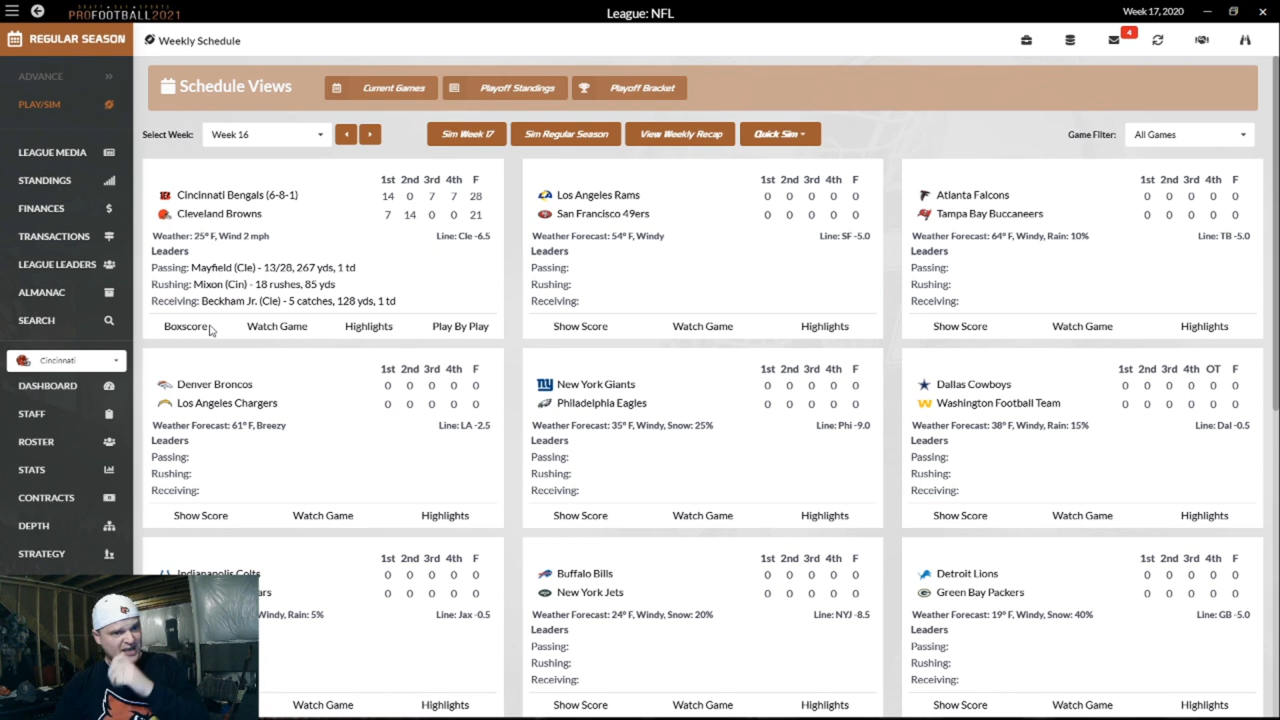 DRAFT DAY SPORTS
PROFOOTBALL2021
League: NFL
Week 17, 2020
REGULAR SEASON
Weekly Schedule
4
ADVANCE
PLAY/SIM
LEAGUE MEDIA
STANDINGS
FINANCES
$
TRANSACTIONS
LEAGUE LEADERS
ALMANAC
SEARCH
Cincinnati
DASHBOARD
STAFF
ROSTER
STATS
CONTRACTS
DEPTH
STRATEGY
Schedule Views
Current Games
Playoff Standings
Playoff Bracket
Select Week: Week 16
Sim Week 17
Sim Regular Season
View Weekly Recap
Quick Sim
Game Filter: All Games
1st 2nd 3rd 4th F
Cincinnati Bengals (6-8-1) 14 0 7 7 28
Cleveland Browns 7 14 0 0 21
Weather: 25° F, Wind 2 mph Line: Cle -6.5
Leaders
Passing: Mayfield (Cle) - 13/28, 267 yds, 1 td
Rushing: Mixon (Cin) - 18 rushes, 85 yds
Receiving: Beckham Jr. (Cle) - 5 catches, 128 yds, 1 td
Boxscore Watch Game Highlights Play By Play
1st 2nd 3rd 4th F
Los Angeles Rams 0 0 0 0 0
San Francisco 49ers 0 0 0 0 0
Weather Forecast: 54° F, Windy Line: SF -5.0
Leaders
Passing:
Rushing:
Receiving:
Show Score Watch Game Highlights
1st 2nd 3rd 4th F
Atlanta Falcons 0 0 0 0 0
Tampa Bay Buccaneers 0 0 0 0 0
Weather Forecast: 64° F, Windy, Rain: 10% Line: TB -5.0
Leaders
Passing:
Rushing:
Receiving:
Show Score Watch Game Highlights
1st 2nd 3rd 4th F
Denver Broncos 0 0 0 0 0
Los Angeles Chargers 0 0 0 0 0
Weather Forecast: 61° F, Breezy Line: LA -2.5
Leaders
Passing:
Rushing:
Receiving:
Show Score Watch Game Highlights
1st 2nd 3rd 4th F
New York Giants 0 0 0 0 0
Philadelphia Eagles 0 0 0 0 0
Weather Forecast: 35° F, Windy, Snow: 25% Line: Phi -9.0
Leaders
Passing:
Rushing:
Receiving:
Show Score Watch Game Highlights
1st 2nd 3rd 4th OT F
Dallas Cowboys 0 0 0 0 0 0
Washington Football Team 0 0 0 0 0 0
Weather Forecast: 38° F, Windy, Rain: 15% Line: Dal -0.5
Leaders
Passing:
Rushing:
Receiving:
Show Score Watch Game Highlights
1st 2nd 3rd 4th F
Indianapolis Colts 0 0 0 0 0
ars 0 0 0 0 0
Windy, Rain: 5% Line: Jax -0.5
Watch Game Highlights
1st 2nd 3rd 4th F
Buffalo Bills 0 0 0 0 0
New York Jets 0 0 0 0 0
Weather Forecast: 24° F, Windy, Snow: 20% Line: NYJ -8.5
Leaders
Passing:
Rushing:
Receiving:
Show Score Watch Game Highlights
1st 2nd 3rd 4th F
Detroit Lions 0 0 0 0 0
Green Bay Packers 0 0 0 0 0
Weather Forecast: 19° F, Windy, Snow: 40% Line: GB -5.0
Leaders
Passing:
Rushing:
Receiving:
Show Score Watch Game Highlights